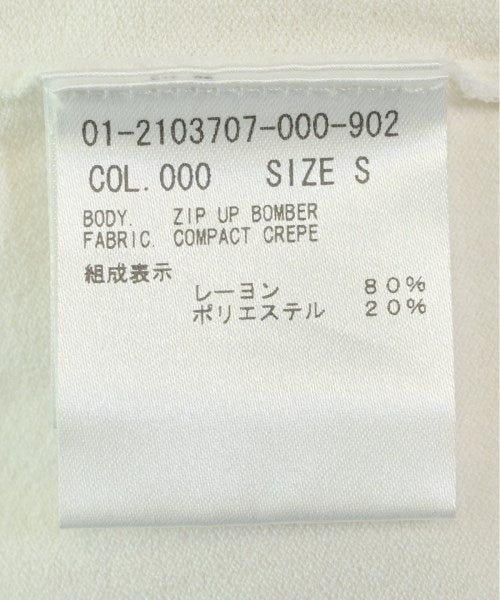 01-2103707-000-902
COL.000 SIZE S
BODY. ZIP UP BOMBER
FABRIC. COMPACT CREPE
組成表示
レーヨン 80%
ポリエステル 20%